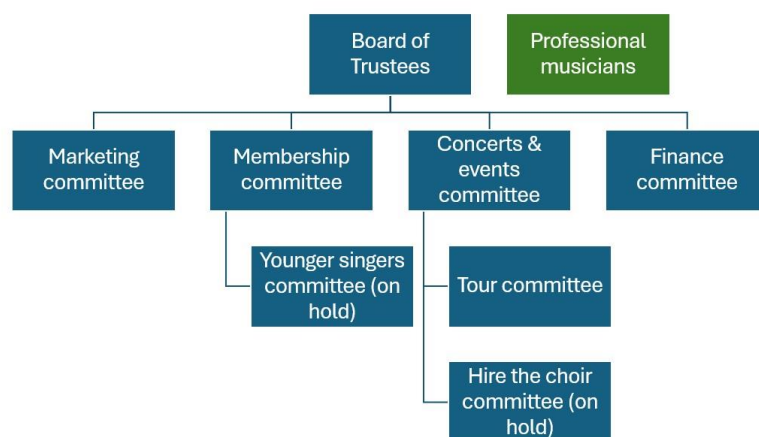 Board of
Trustees
Professional
musicians
Marketing
committee
Membership
committee
Concerts &
events
committee
Finance
committee
Younger singers
committee (on
hold)
Tour committee
Hire the choir
committee (on
hold)